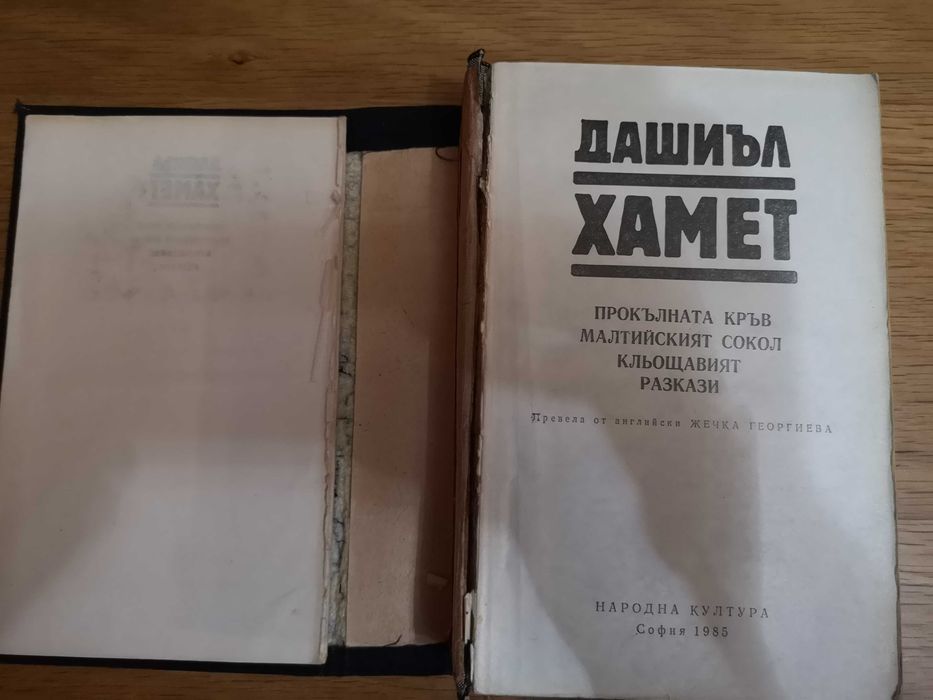 ДАШИЪЛ
ХАМЕТ
ПРОКЪЛНАТА КРЪВ
МАЛТИЙСКИЯТ СОКОЛ
КЛЬОЩАВИЯТ
РАЗКАЗИ
Превела от английски ЖЕЧКА ГЕОРГИЕВА
НАРОДНА КУЛТУРА
София 1985